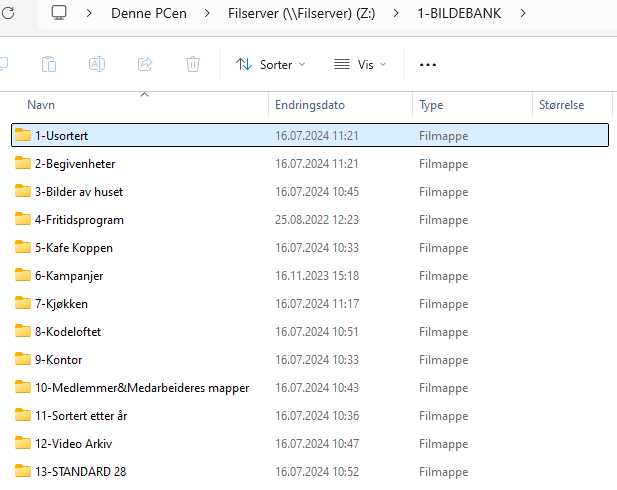 Denne PCen > Filserver (\\Filserver) (Z:) > 1-BILDEBANK >
Sorter Vis ...
Navn Endringsdato Type Størrelse
1-Usortert 16.07.2024 11:21 Filmappe
2-Begivenheter 16.07.2024 11:21 Filmappe
3-Bilder av huset 16.07.2024 10:45 Filmappe
4-Fritidsprogram 25.08.2022 12:23 Filmappe
5-Kafe Koppen 16.07.2024 10:33 Filmappe
6-Kampanjer 16.11.2023 15:18 Filmappe
7-Kjøkken 16.07.2024 11:17 Filmappe
8-Kodeloftet 16.07.2024 10:51 Filmappe
9-Kontor 16.07.2024 10:33 Filmappe
10-Medlemmer&Medarbeideres mapper 16.07.2024 10:43 Filmappe
11-Sortert etter år 16.07.2024 10:36 Filmappe
12-Video Arkiv 16.07.2024 10:47 Filmappe
13-STANDARD 28 16.07.2024 10:52 Filmappe